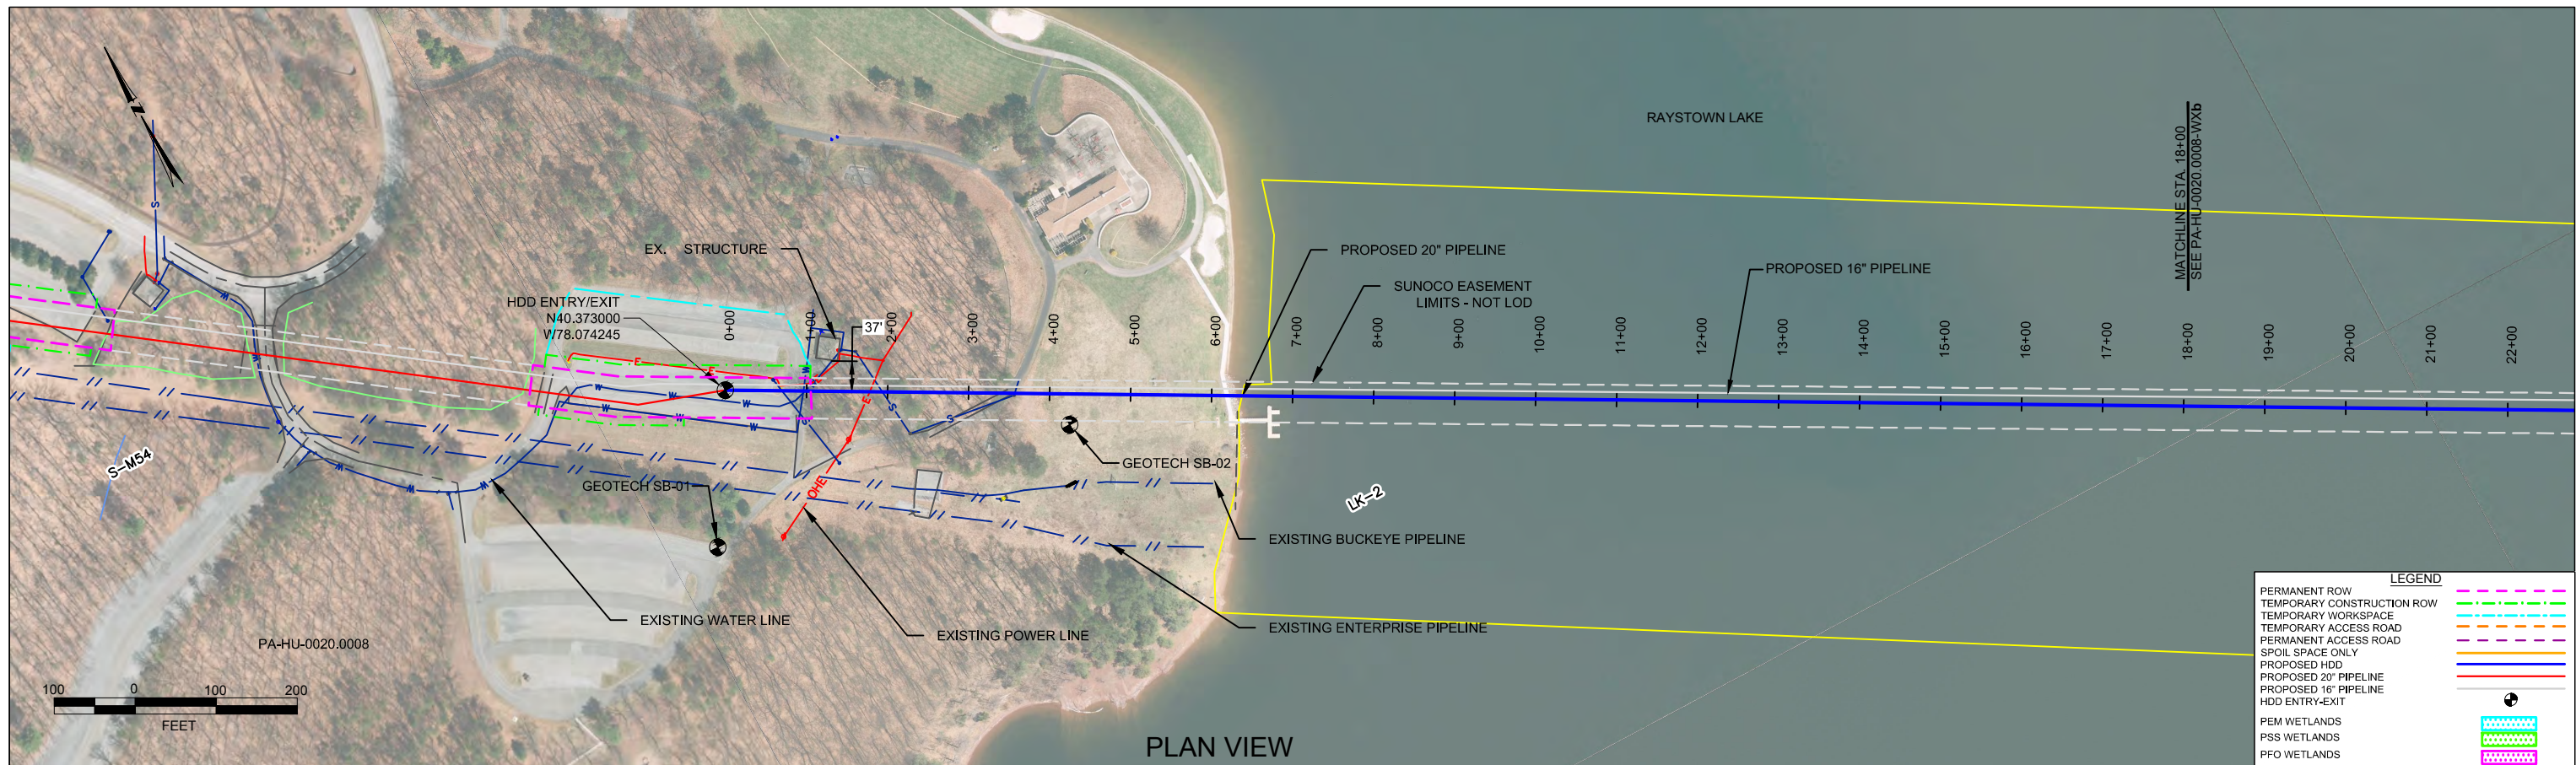 N
RAYSTOWN LAKE
MATCHLINE STA. 18+00
SEE PA-HU-0020.0008-WXb
EX. STRUCTURE
PROPOSED 20" PIPELINE
PROPOSED 16" PIPELINE
SUNOCO EASEMENT
LIMITS - NOT LOD
HDD ENTRY/EXIT
N40.373000
W78.074245
37'
0+00
1+00
2+00
3+00
4+00
5+00
6+00
7+00
8+00
9+00
10+00
11+00
12+00
13+00
14+00
15+00
16+00
17+00
18+00
19+00
20+00
21+00
22+00
S
W
W
W
W
W
W
W
W
W
W
E
E
E
S
S
OHE
S-M54
GEOTECH SB-01
GEOTECH SB-02
LK-2
EXISTING BUCKEYE PIPELINE
EXISTING WATER LINE
EXISTING POWER LINE
EXISTING ENTERPRISE PIPELINE
PA-HU-0020.0008
100 0 100 200
FEET
PLAN VIEW
LEGEND
PERMANENT ROW
TEMPORARY CONSTRUCTION ROW
TEMPORARY WORKSPACE
TEMPORARY ACCESS ROAD
PERMANENT ACCESS ROAD
SPOIL SPACE ONLY
PROPOSED HDD
PROPOSED 20" PIPELINE
PROPOSED 16" PIPELINE
HDD ENTRY-EXIT
PEM WETLANDS
PSS WETLANDS
PFO WETLANDS